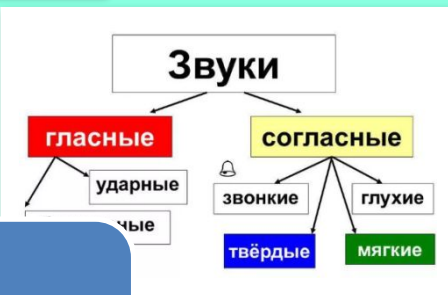 Звуки
гласные
согласные
ударные
звонкие
глухие
твёрдые
мягкие